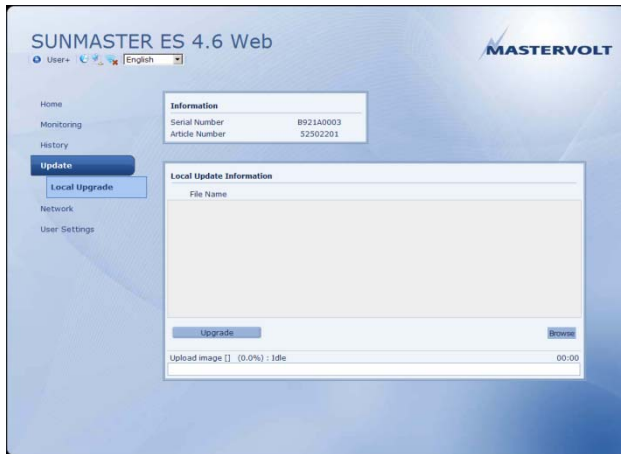 SUNMASTER ES 4.6 Web
MASTERVOLT
User+ English
Home
Monitoring
History
Update
Local Upgrade
Network
User Settings
Information
Serial Number B921A0003
Article Number 52502201
Local Update Information
File Name
Upgrade Browse
Upload image [] (0.0%) : Idle 00:00